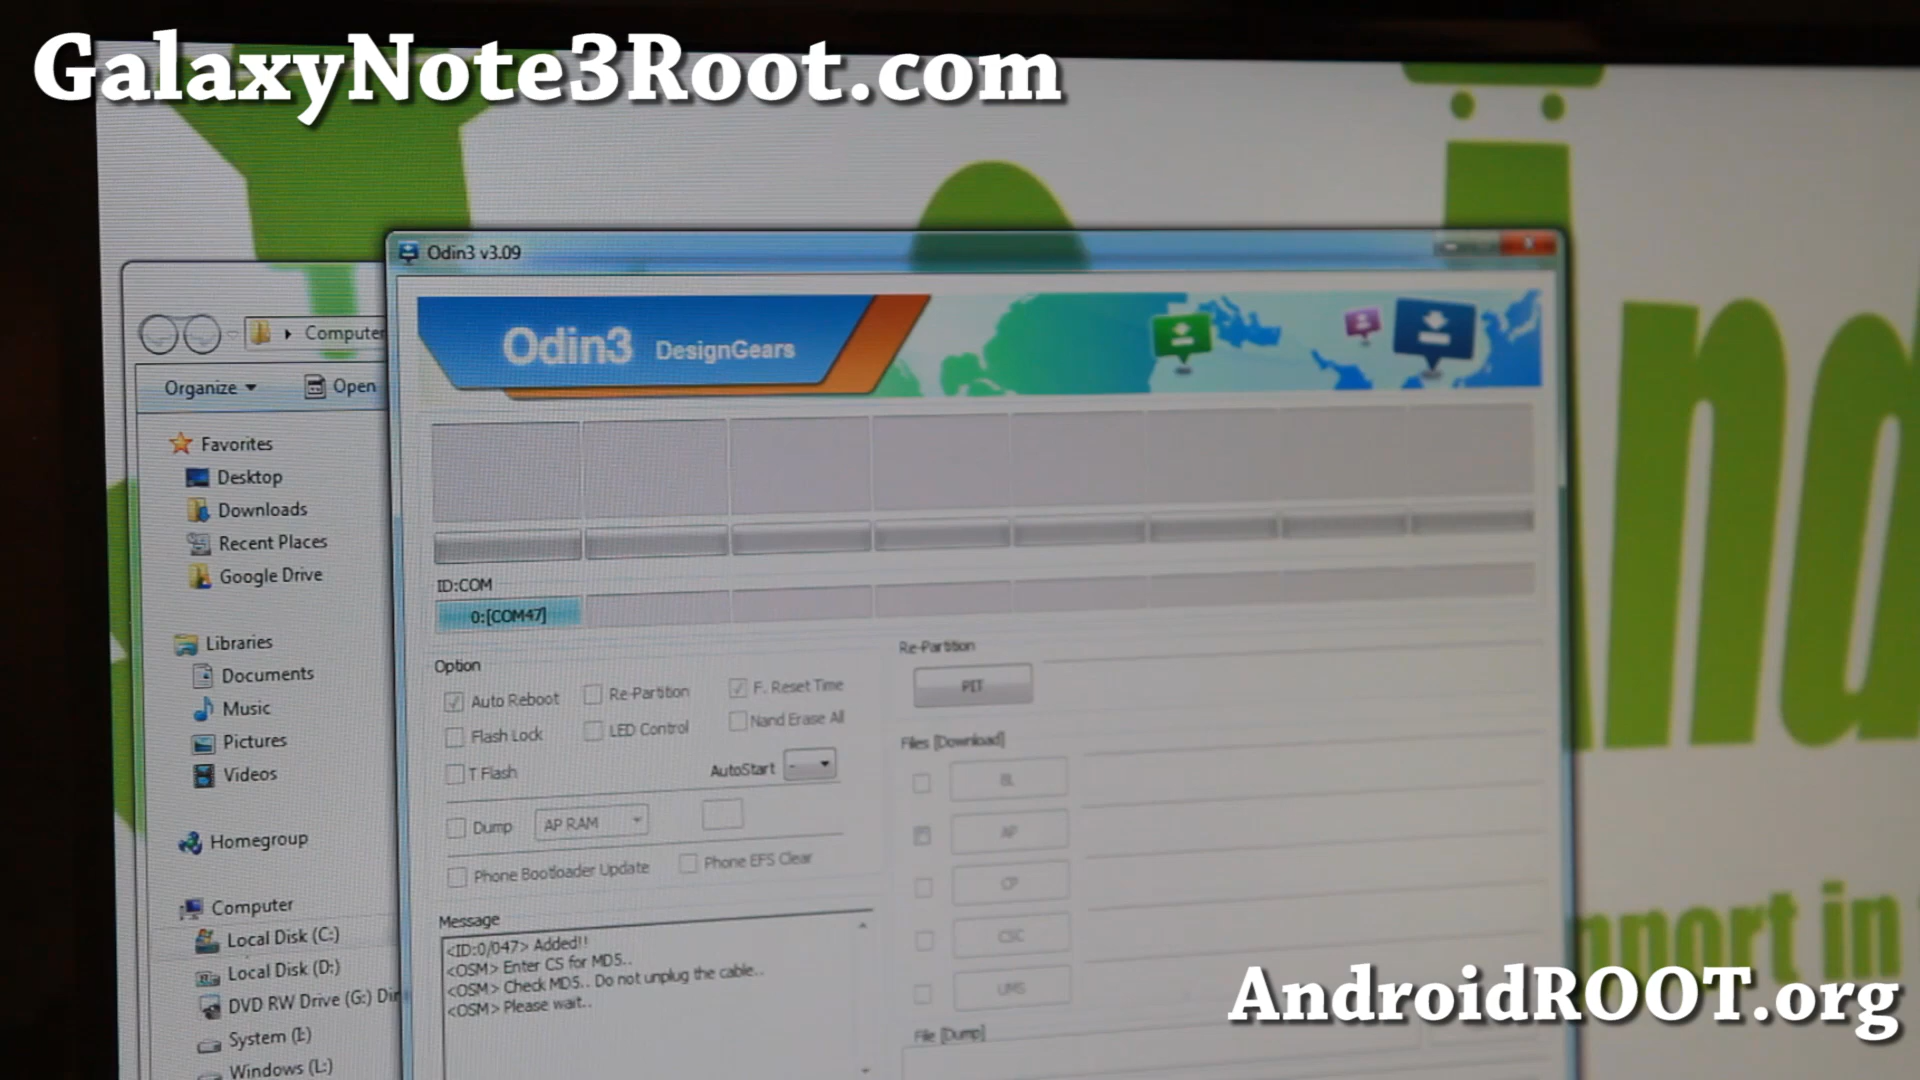 GalaxyNote3Root.com
Odin3 v3.09
Computer
Organize
Open
Favorites
Desktop
Downloads
Recent Places
Google Drive
Libraries
Documents
Music
Pictures
Videos
Homegroup
Computer
Local Disk (C:)
Local Disk (D:)
DVD RW Drive (G:) Dir
System (I:)
Windows (L:)
Odin3 DesignGears
ID:COM
0:[COM47]
Option
Auto Reboot
Re-Partition
F. Reset Time
Flash Lock
LED Control
Nand Erase All
T Flash
AutoStart
-
Dump
AP RAM
Phone Bootloader Update
Phone EFS Clear
Message
<ID:0/047> Added!!
<OSM> Enter CS for MD5..
<OSM> Check MD5.. Do not unplug the cable..
<OSM> Please wait..
Re-Partition
PIT
Files [Download]
BL
AP
CP
CSC
UMS
File [Dump]
nd
pport in
AndroidROOT.org